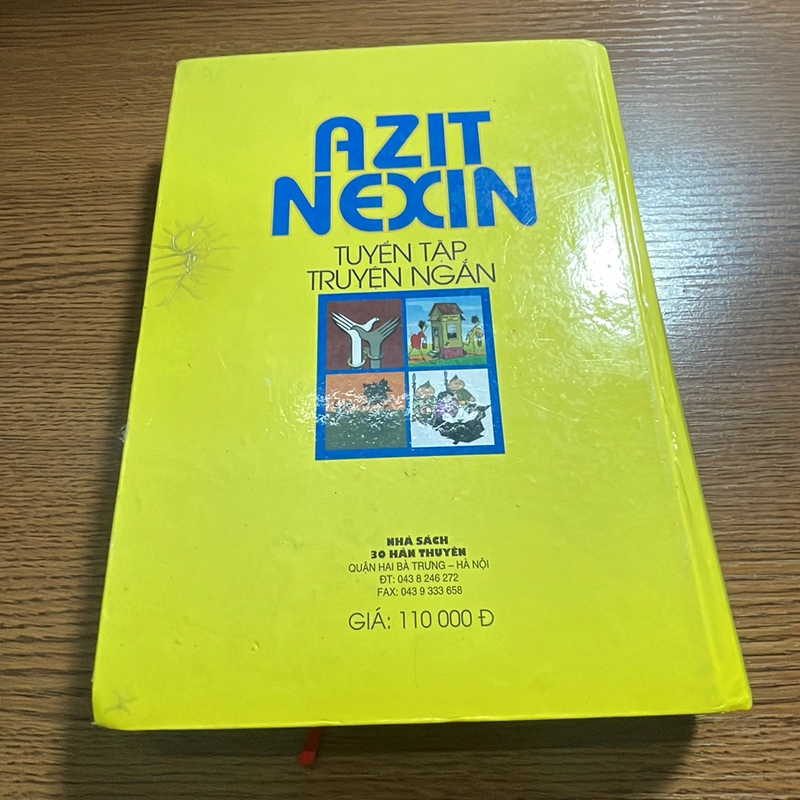 AZIT
NEXIN
TUYỂN TẬP
TRUYỆN NGẮN
NHÀ SÁCH
30 HÀN THUYÊN
QUẬN HAI BÀ TRƯNG – HÀ NỘI
ĐT: 043 8 246 272
FAX: 043 9 333 658
GIÁ: 110 000 Đ